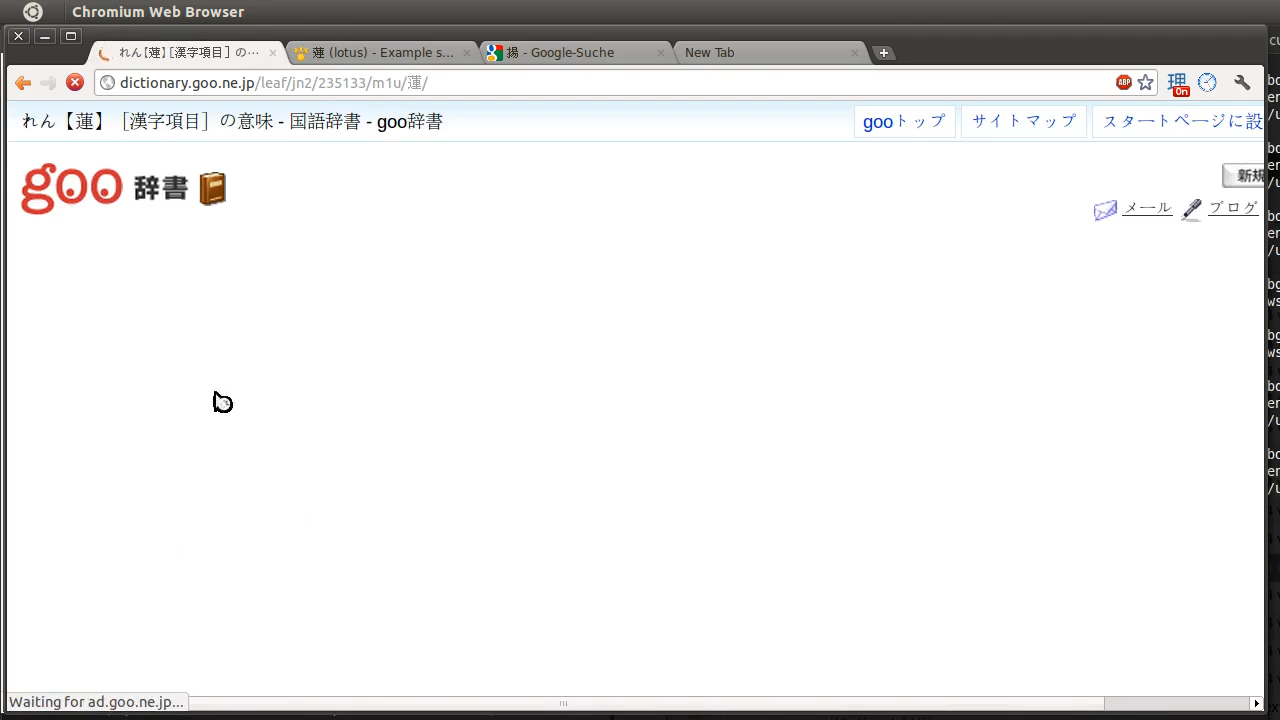 Chromium Web Browser
れん【蓮】［漢字項目］の…
蓮 (lotus) - Example s...
揚 - Google-Suche
New Tab
dictionary.goo.ne.jp/leaf/jn2/235133/m1u/蓮/
ABP
理
On
れん【蓮】［漢字項目］の意味 - 国語辞書 - goo辞書
gooトップ
サイトマップ
スタートページに設
goo 辞書
新規
メール
ブログ
Waiting for ad.goo.ne.jp...